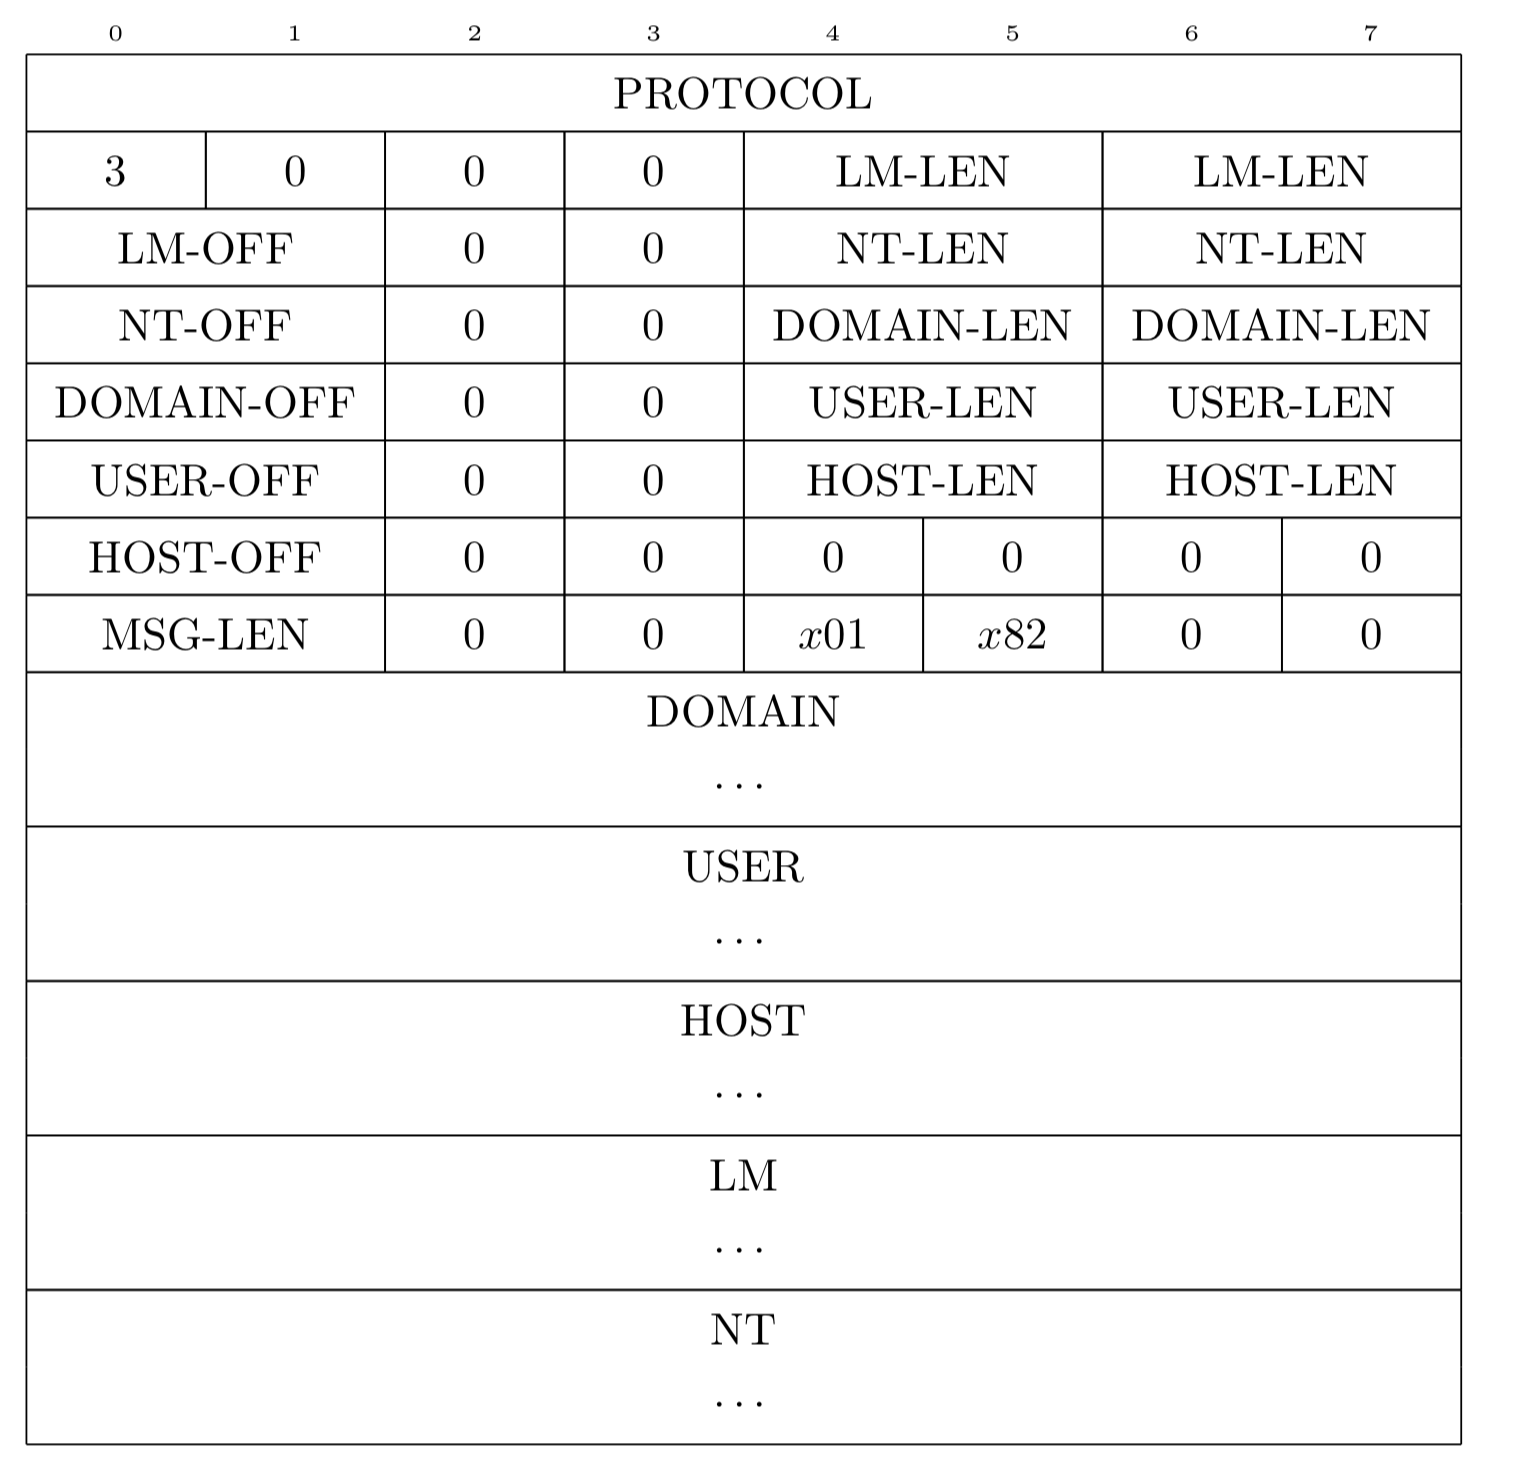 0 1 2 3 4 5 6 7
PROTOCOL
3 0 0 0 LM-LEN LM-LEN
LM-OFF 0 0 NT-LEN NT-LEN
NT-OFF 0 0 DOMAIN-LEN DOMAIN-LEN
DOMAIN-OFF 0 0 USER-LEN USER-LEN
USER-OFF 0 0 HOST-LEN HOST-LEN
HOST-OFF 0 0 0 0 0 0
MSG-LEN 0 0 x01 x82 0 0
DOMAIN
...
USER
...
HOST
...
LM
...
NT
...